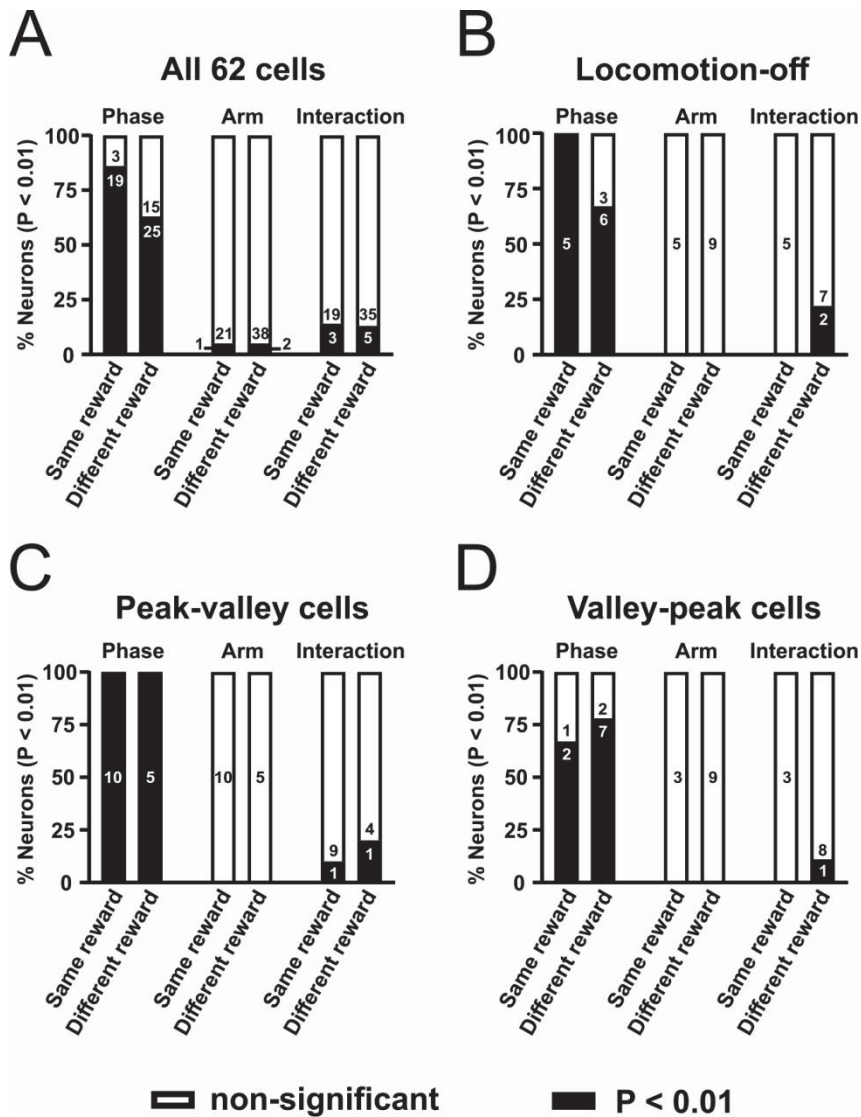 A
All 62 cells
Phase Arm Interaction
% Neurons (P < 0.01)
100
75
50
25
0
3
19
15
25
1
21
38
2
19
3
35
5
Same reward
Different reward
Same reward
Different reward
Same reward
Different reward
B
Locomotion-off
Phase Arm Interaction
% Neurons (P < 0.01)
100
75
50
25
0
5
3
6
5
9
5
7
2
Same reward
Different reward
Same reward
Different reward
Same reward
Different reward
C
Peak-valley cells
Phase Arm Interaction
% Neurons (P < 0.01)
100
75
50
25
0
10
5
10
5
9
1
4
1
Same reward
Different reward
Same reward
Different reward
Same reward
Different reward
D
Valley-peak cells
Phase Arm Interaction
% Neurons (P < 0.01)
100
75
50
25
0
1
2
2
7
3
9
3
8
1
Same reward
Different reward
Same reward
Different reward
Same reward
Different reward
non-significant P < 0.01